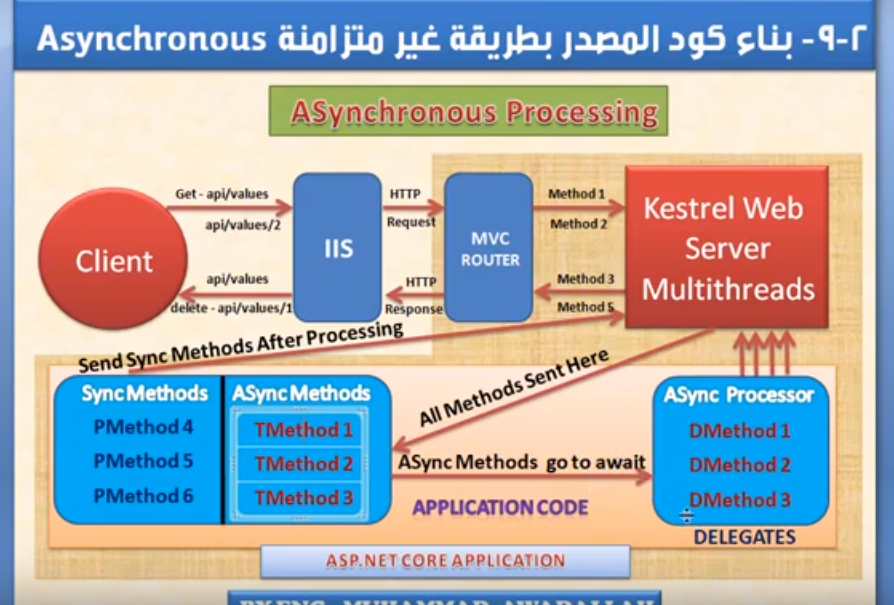 ٢-٩- بناء كود المصدر بطريقة غير متزامنة Asynchronous
ASynchronous Processing
Client
Get - api/values
api/values/2
api/values
delete - api/values/1
IIS
HTTP
Request
HTTP
Response
MVC
ROUTER
Method 1
Method 2
Method 3
Method 5
Kestrel Web
Server
Multithreads
Send Sync Methods After Processing
All Methods Sent Here
Sync Methods
PMethod 4
PMethod 5
PMethod 6
ASync Methods
TMethod 1
TMethod 2
TMethod 3
ASync Methods go to await
APPLICATION CODE
ASync Processor
DMethod 1
DMethod 2
DMethod 3
DELEGATES
ASP.NET CORE APPLICATION
BY ENG. MUHAMMAD AWADALLAH